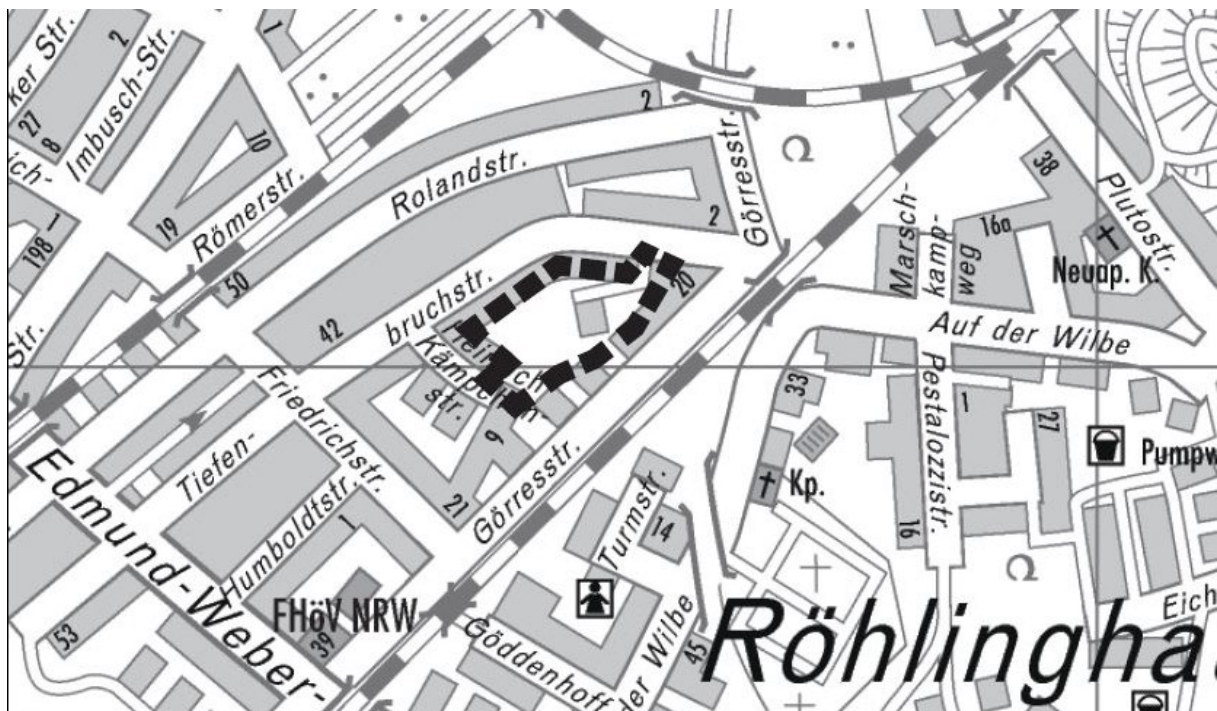 ker Str.
2
1
Imbusch-Str.
27
8
10
2
Rolandstr.
Görresstr.
ich-
19
Römerstr.
198
1
50
2
Marsch-
kamp-
weg
38
16a
Plutostr.
Neuap. K.
20
Str.
42
bruchstr.
Auf der Wilbe
Kämpchen
str.
Friedrichstr.
Pestalozzistr.
33
1
27
Pumpw
9
21
Görresstr.
Kp.
Edmund-Weber-
Tiefen-
Humboldtstr.
1
Turmstr.
14
16
53
FHöV NRW
39
Göddenhoff
er Wilbe
45
Eich
Röhlingha